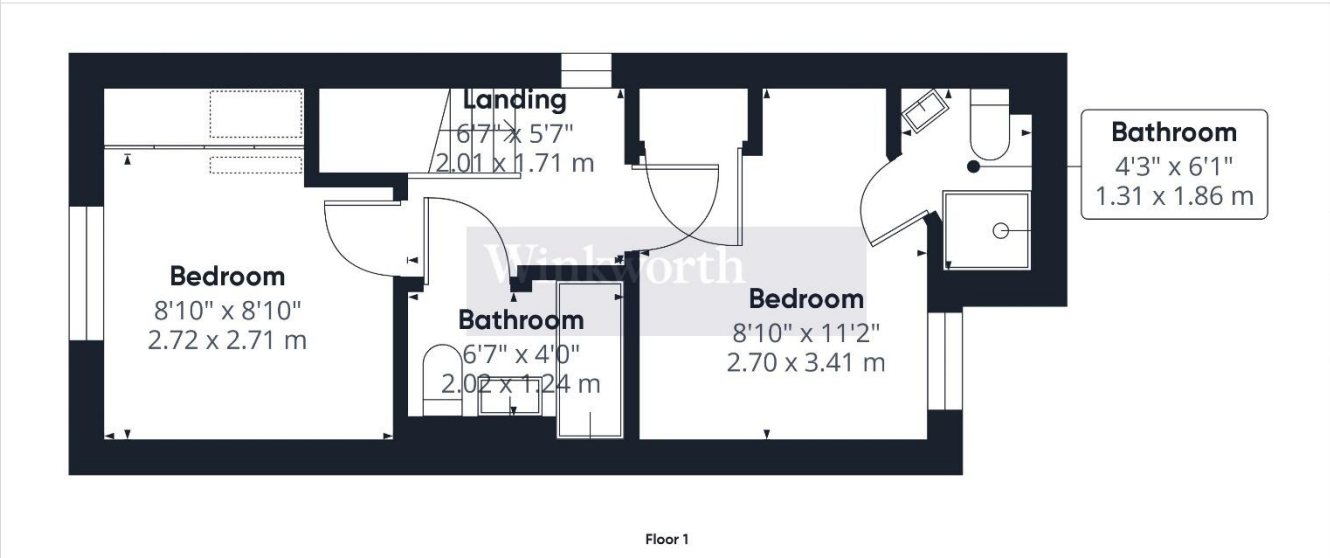 Landing
6'7" x 5'7"
2.01 x 1.71 m
Bathroom
4'3" x 6'1"
1.31 x 1.86 m
Winkworth
Bedroom
8'10" x 8'10"
2.72 x 2.71 m
Bedroom
8'10" x 11'2"
2.70 x 3.41 m
Bathroom
6'7" x 4'0"
2.02 x 1.24 m
Floor 1